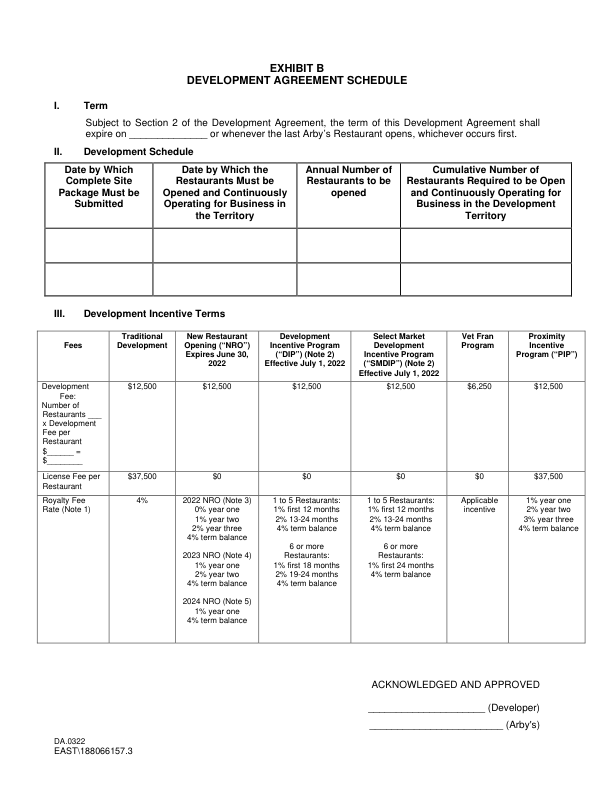 EXHIBIT B
DEVELOPMENT AGREEMENT SCHEDULE
I. Term
Subject to Section 2 of the Development Agreement, the term of this Development Agreement shall
expire on ______________ or whenever the last Arby's Restaurant opens, whichever occurs first.
II. Development Schedule
Date by Which
Complete Site
Package Must be
Submitted
Date by Which the
Restaurants Must be
Opened and Continuously
Operating for Business in
the Territory
Annual Number of
Restaurants to be
opened
Cumulative Number of
Restaurants Required to be Open
and Continuously Operating for
Business in the Development
Territory
III. Development Incentive Terms
Fees
Traditional
Development
New Restaurant
Opening ("NRO")
Expires June 30,
2022
Development
Incentive Program
("DIP") (Note 2)
Effective July 1, 2022
Select Market
Development
Incentive Program
("SMDIP") (Note 2)
Effective July 1, 2022
Vet Fran
Program
Proximity
Incentive
Program ("PIP")
Development
Fee:
Number of
Restaurants ___
x Development
Fee per
Restaurant
$______ =
$________
$12,500
$12,500
$12,500
$12,500
$6,250
$12,500
License Fee per
Restaurant
$37,500
$0
$0
$0
$0
$37,500
Royalty Fee
Rate (Note 1)
4%
2022 NRO (Note 3)
0% year one
1% year two
2% year three
4% term balance
2023 NRO (Note 4)
1% year one
2% year two
4% term balance
2024 NRO (Note 5)
1% year one
4% term balance
1 to 5 Restaurants:
1% first 12 months
2% 13-24 months
4% term balance
6 or more
Restaurants:
1% first 18 months
2% 19-24 months
4% term balance
1 to 5 Restaurants:
1% first 12 months
2% 13-24 months
4% term balance
6 or more
Restaurants:
1% first 24 months
4% term balance
Applicable
incentive
1% year one
2% year two
3% year three
4% term balance
ACKNOWLEDGED AND APPROVED
_____________________ (Developer)
________________________ (Arby's)
DA.0322
EAST\188066157.3